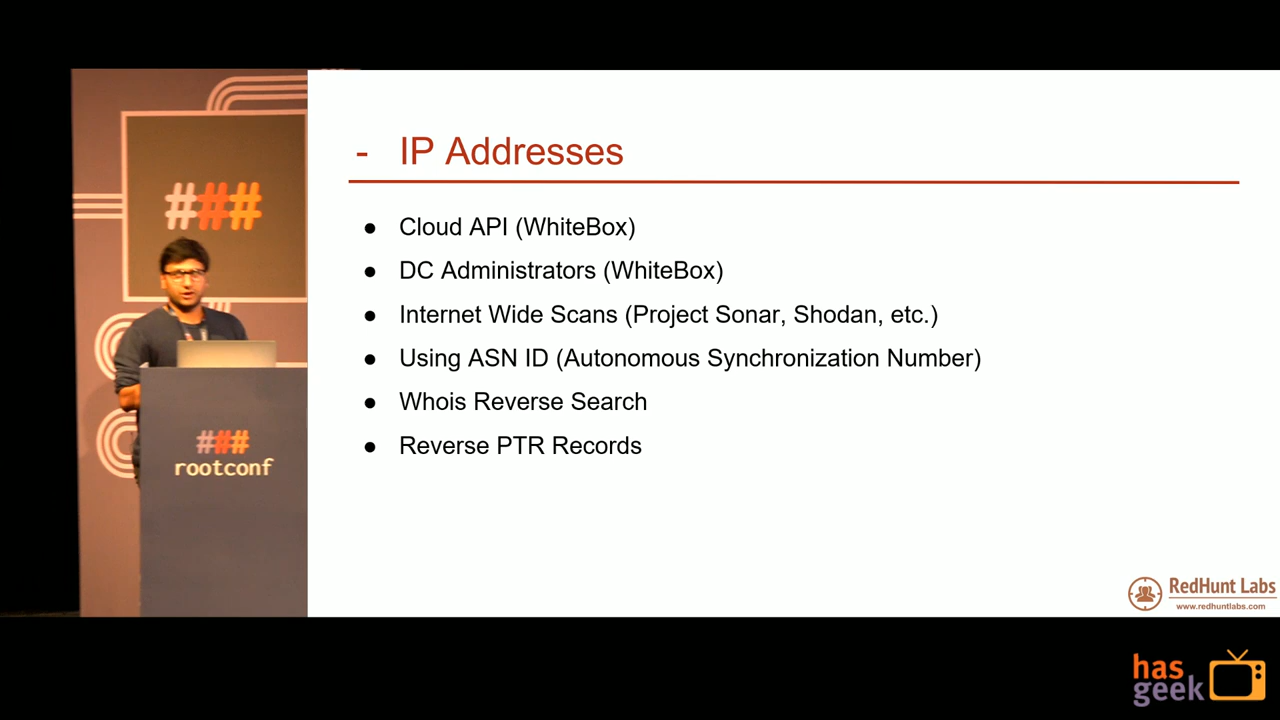 ###
- IP Addresses
● Cloud API (WhiteBox)
● DC Administrators (WhiteBox)
● Internet Wide Scans (Project Sonar, Shodan, etc.)
● Using ASN ID (Autonomous Synchronization Number)
● Whois Reverse Search
● Reverse PTR Records
###
rootconf
RedHunt Labs
www.redhuntlabs.com
has
geek